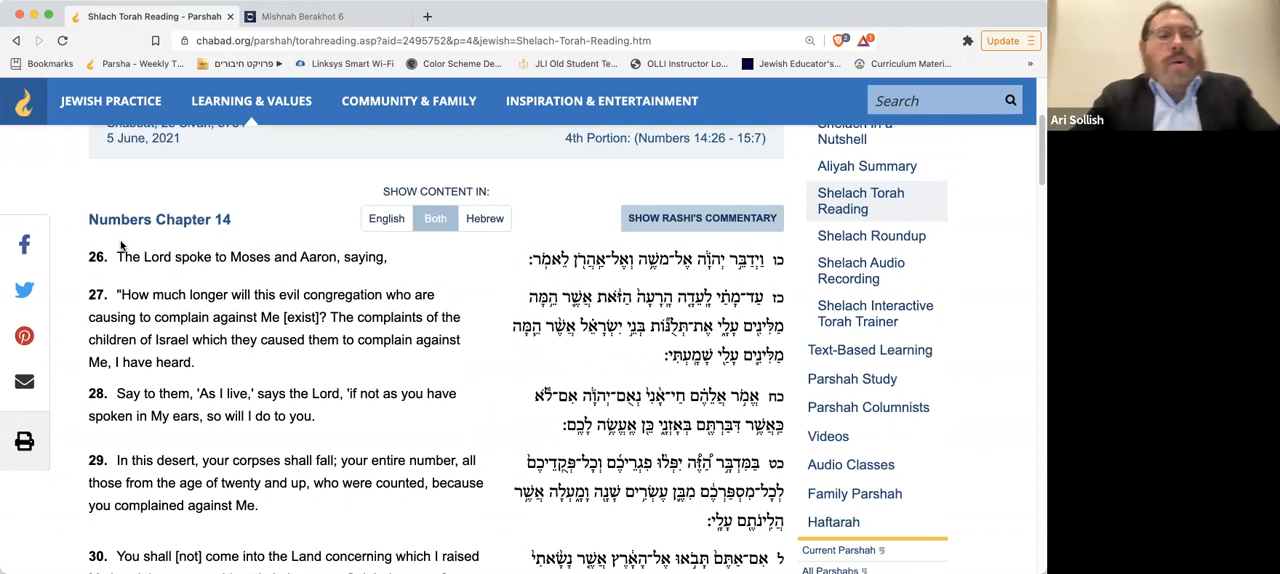 Shlach Torah Reading - Parshah
Mishnah Berakhot 6
chabad.org/parshah/torahreading.asp?aid=2495752&p=4&jewish=Shelach-Torah-Reading.htm
Update
Bookmarks
Parsha - Weekly T...
פרוייקט חיבורים
Linksys Smart Wi-Fi
Color Scheme De...
JLI Old Student Te...
OLLI Instructor Lo...
Jewish Educator's...
Curriculum Materi...
JEWISH PRACTICE
LEARNING & VALUES
COMMUNITY & FAMILY
INSPIRATION & ENTERTAINMENT
Search
Ari Sollish
5 June, 2021
4th Portion: (Numbers 14:26 - 15:7)
SHOW CONTENT IN:
Numbers Chapter 14
English
Both
Hebrew
SHOW RASHI'S COMMENTARY
26. The Lord spoke to Moses and Aaron, saying,
כו וַיְדַבֵּ֣ר יְהֹוָ֔ה אֶל־משֶׁ֥ה וְאֶל־אַֽהֲרֹ֖ן לֵאמֹֽר:
27. "How much longer will this evil congregation who are
causing to complain against Me [exist]? The complaints of the
children of Israel which they caused them to complain against
Me, I have heard.
כז עַד־מָתַ֗י לָֽעֵדָ֤ה הָֽרָעָה֙ הַזֹּ֔את אֲשֶׁ֛ר הֵ֥מָּה
מַלִּינִ֖ים עָלָ֑י אֶת־תְּלֻנּ֞וֹת בְּנֵ֣י יִשְׂרָאֵ֗ל אֲשֶׁ֨ר הֵ֧מָּה
מַלִּינִ֛ים עָלַ֖י שָׁמָֽעְתִּי:
28. Say to them, 'As I live,' says the Lord, 'if not as you have
spoken in My ears, so will I do to you.
כח אֱמֹ֣ר אֲלֵהֶ֗ם חַי־אָ֨נִי֙ נְאֻם־יְהֹוָ֔ה אִם־לֹ֕א
כַּֽאֲשֶׁ֥ר דִּבַּרְתֶּ֖ם בְּאָזְנָ֑י כֵּ֖ן אֶֽעֱשֶׂ֥ה לָכֶֽם:
29. In this desert, your corpses shall fall; your entire number, all
those from the age of twenty and up, who were counted, because
you complained against Me.
כט בַּמִּדְבָּ֣ר הַ֠זֶּ֠ה יִפְּל֨וּ פִגְרֵיכֶ֜ם וְכָל־פְּקֻֽדֵיכֶם֙
לְכָל־מִסְפַּרְכֶ֔ם מִבֶּ֛ן עֶשְׂרִ֥ים שָׁנָ֖ה וָמָ֑עְלָה אֲשֶׁ֥ר
הֲלִֽינֹתֶ֖ם עָלָֽי:
30. You shall [not] come into the Land concerning which I raised
ל אִם־אַתֶּם֙ תָּבֹ֣אוּ אֶל־הָאָ֔רֶץ אֲשֶׁ֤ר נָשָׂ֨אתִי֙
Shelach in a
Nutshell
Aliyah Summary
Shelach Torah
Reading
Shelach Roundup
Shelach Audio
Recording
Shelach Interactive
Torah Trainer
Text-Based Learning
Parshah Study
Parshah Columnists
Videos
Audio Classes
Family Parshah
Haftarah
Current Parshah
All Parshahs